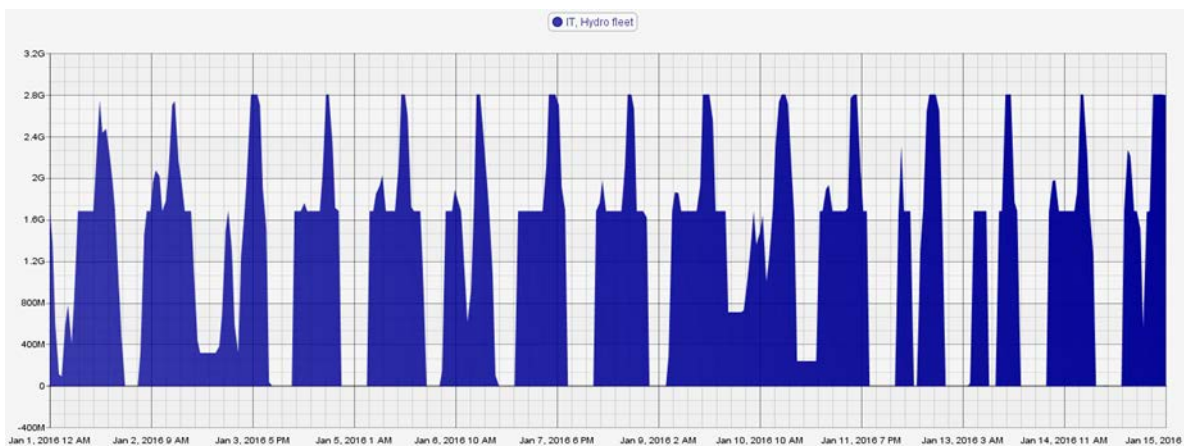 IT, Hydro fleet
3.2G
2.8G
2.4G
2G
1.6G
1.2G
800M
400M
0
-400M
Jan 1, 2016 12 AM Jan 2, 2016 9 AM Jan 3, 2016 5 PM Jan 5, 2016 1 AM Jan 6, 2016 10 AM Jan 7, 2016 6 PM Jan 9, 2016 2 AM Jan 10, 2016 10 AM Jan 11, 2016 7 PM Jan 13, 2016 3 AM Jan 14, 2016 11 AM Jan 15, 2016